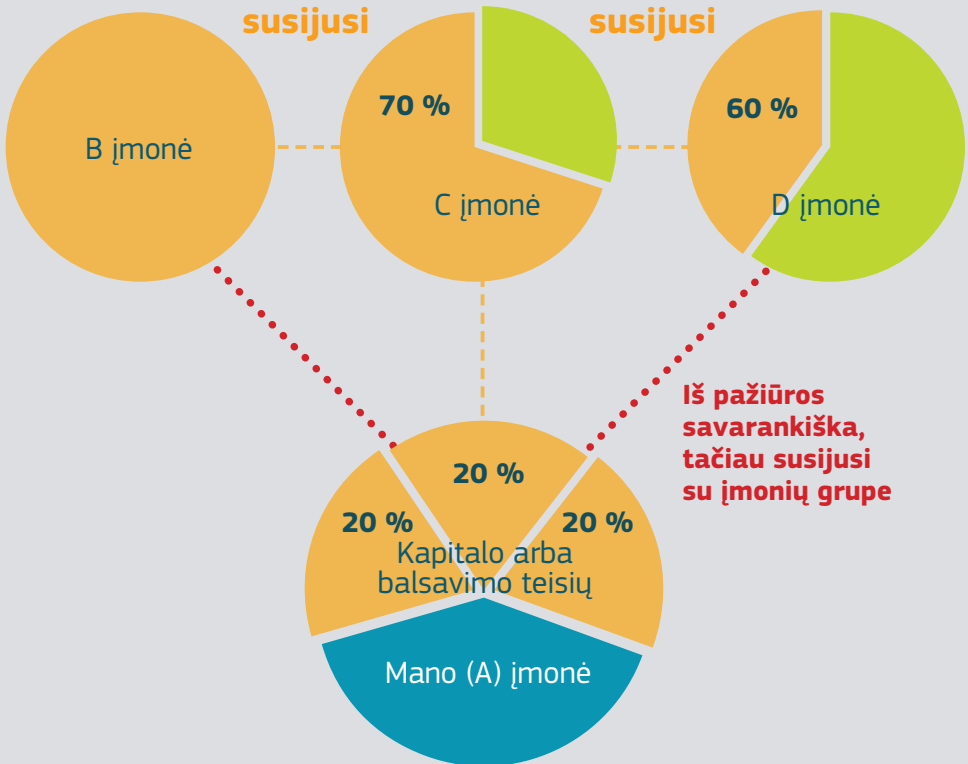 susijusi
susijusi
70 %
60 %
B įmonė
C įmonė
D įmonė
Iš pažiūros
savarankiška,
tačiau susijusi
su įmonių grupe
20 %
20 %
20 %
Kapitalo arba
balsavimo teisių
Mano (A) įmonė